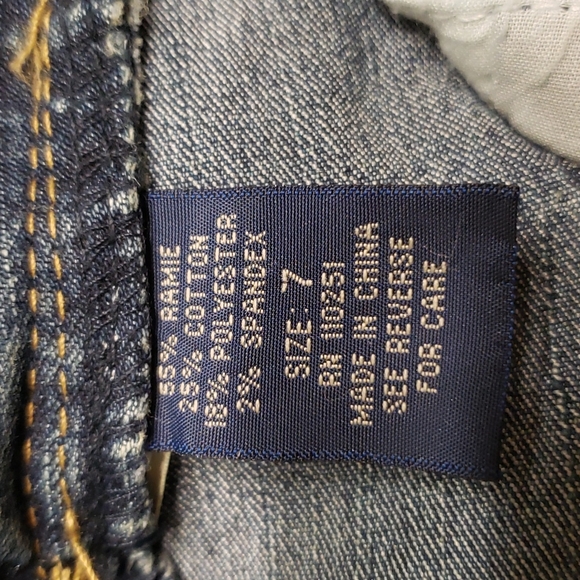 55% RAMIE
25% COTTON
18% POLYESTER
2% SPANDEX
SIZE: 7
RN 110251
MADE IN CHINA
SEE REVERSE
FOR CARE